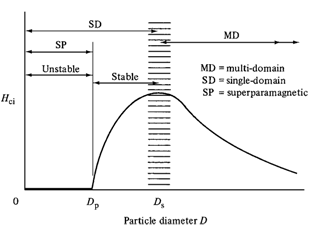 SD
MD
SP
MD = multi-domain
SD = single-domain
SP = superparamagnetic
Unstable
Stable
Hci
0
Dp
Ds
Particle diameter D